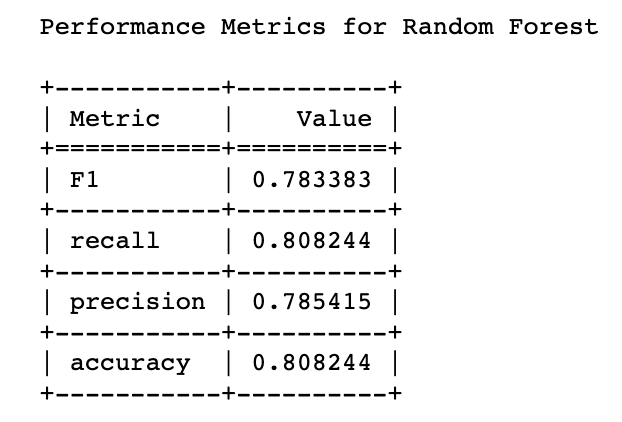 Performance Metrics for Random Forest
+-----------+----------+
| Metric    |    Value |
+===========+==========+
| F1        | 0.783383 |
+-----------+----------+
| recall    | 0.808244 |
+-----------+----------+
| precision | 0.785415 |
+-----------+----------+
| accuracy  | 0.808244 |
+-----------+----------+